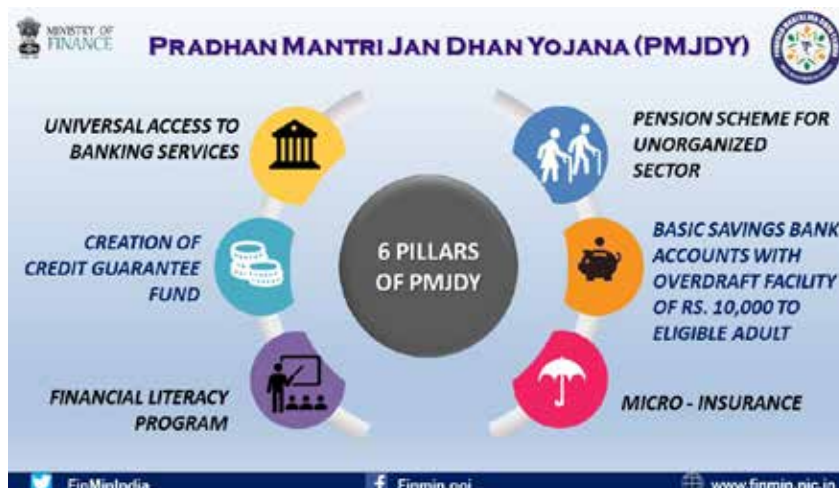 MINISTRY OF
FINANCE
PRADHAN MANTRI JAN DHAN YOJANA (PMJDY)
UNIVERSAL ACCESS TO
BANKING SERVICES
CREATION OF
CREDIT GUARANTEE
FUND
FINANCIAL LITERACY
PROGRAM
6 PILLARS
OF PMJDY
PENSION SCHEME FOR
UNORGANIZED
SECTOR
BASIC SAVINGS BANK
ACCOUNTS WITH
OVERDRAFT FACILITY
OF RS. 10,000 TO
ELIGIBLE ADULT
MICRO - INSURANCE
FinMinIndia
Finmin.goi
www.finmin.nic.in